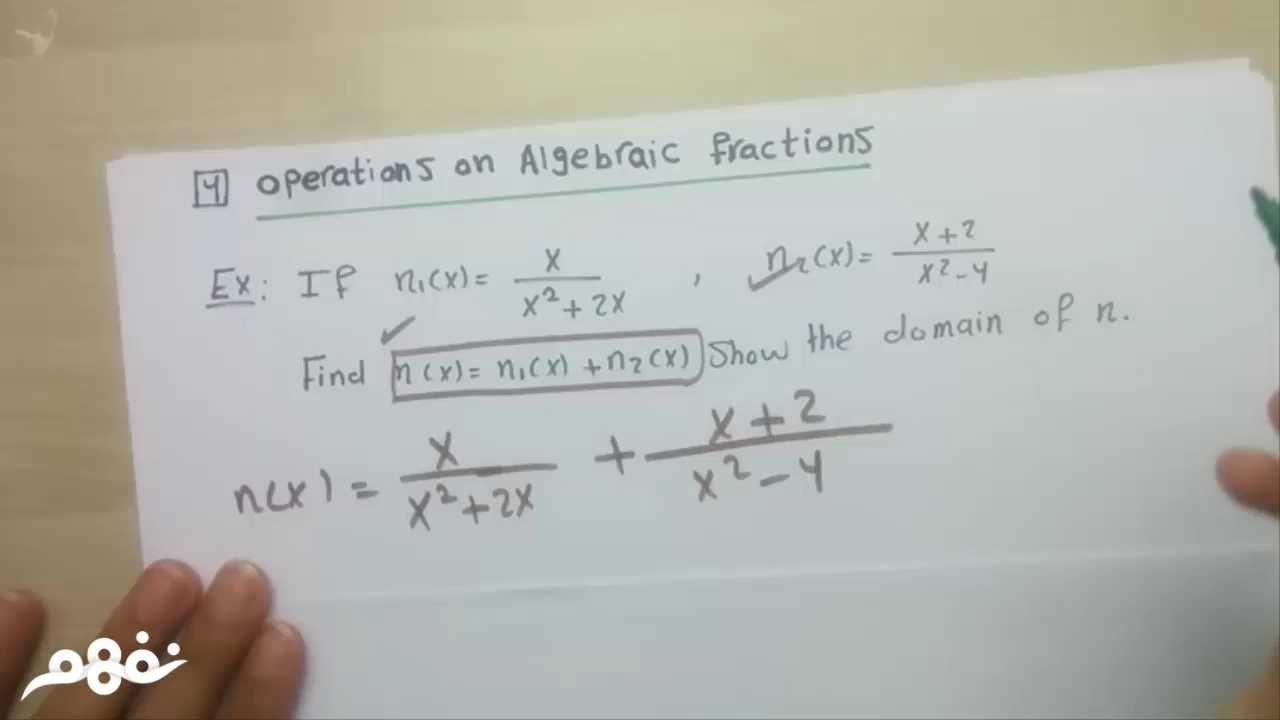 4 Operations on Algebraic fractions
Ex: If n₁(x) = x / (x² + 2x) , n₂(x) = (x + 2) / (x² - 4)
Find n(x) = n₁(x) + n₂(x) Show the domain of n.
n(x) = x / (x² + 2x) + (x + 2) / (x² - 4)
نفهم